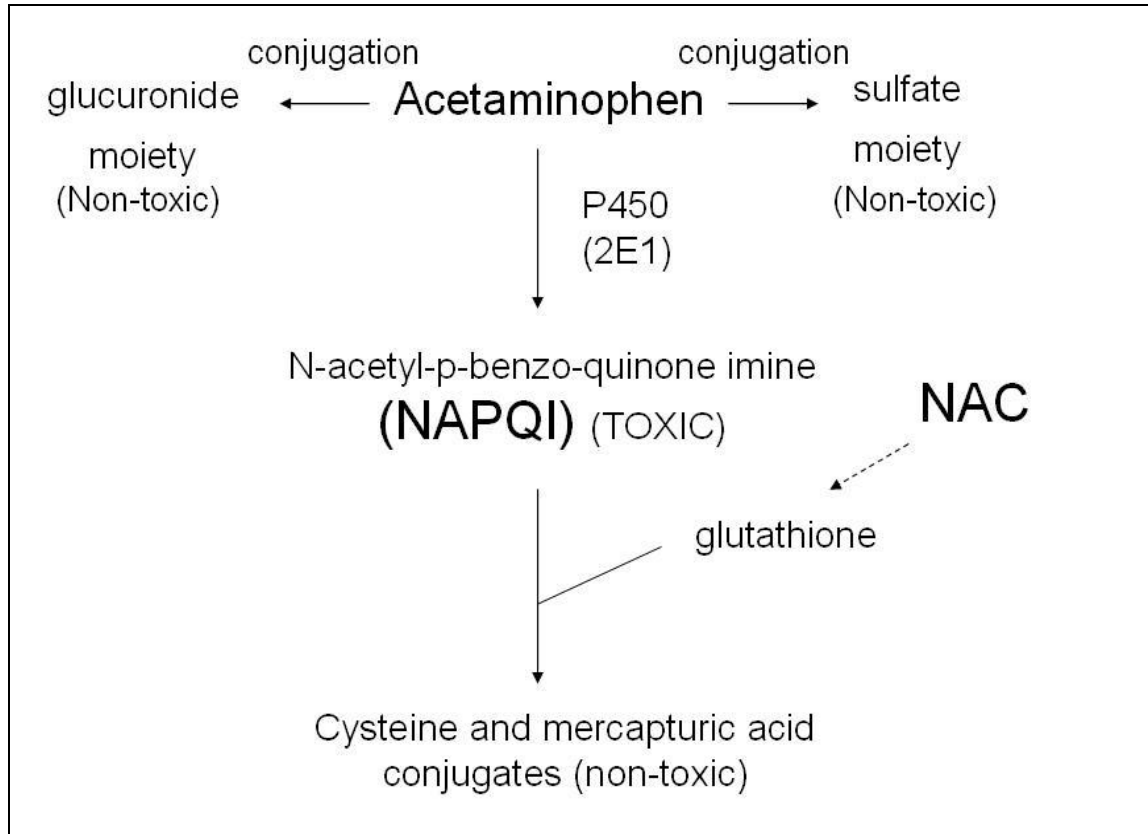 conjugation
conjugation
glucuronide
Acetaminophen
sulfate
moiety
(Non-toxic)
moiety
(Non-toxic)
P450
(2E1)
N-acetyl-p-benzo-quinone imine
(NAPQI) (TOXIC)
NAC
glutathione
Cysteine and mercapturic acid
conjugates (non-toxic)